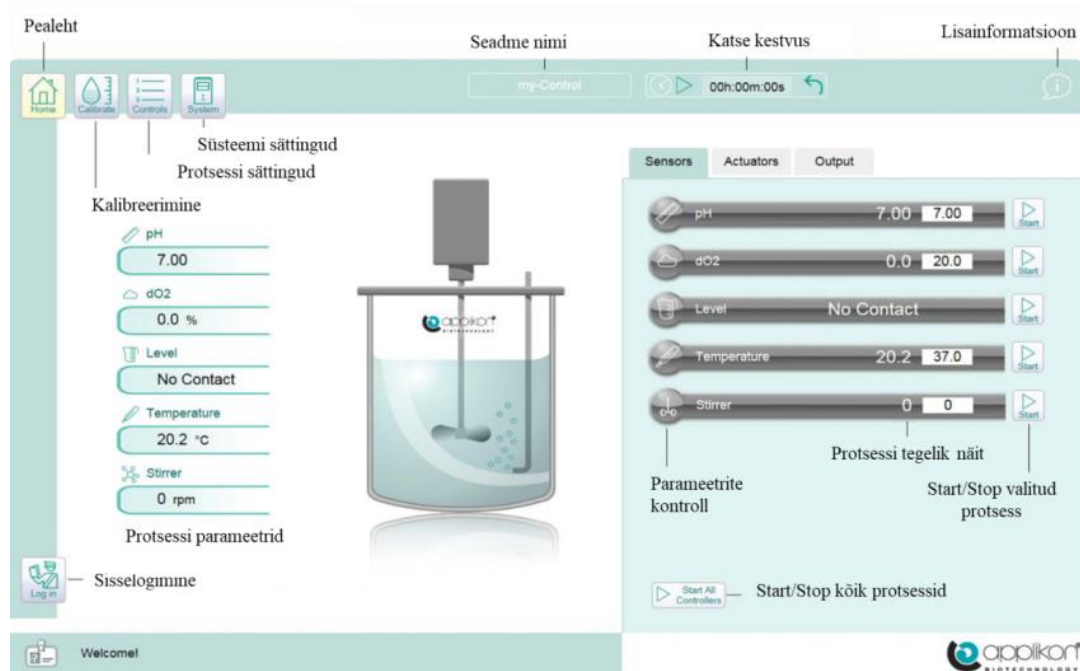 Pealeht
Seadme nimi
Katse kestvus
Lisainformatsioon
Home
Calibrate
Controls
System
my-Control
00h:00m:00s
Süsteemi sättingud
Protsessi sättingud
Kalibreerimine
pH
7.00
dO2
0.0 %
Level
No Contact
Temperature
20.2 °C
Stirrer
0 rpm
Protsessi parameetrid
Log in
Sisselogimine
applikon
BIOTECHNOLOGY
Sensors
Actuators
Output
pH 7.00 7.00 Start
dO2 0.0 20.0 Start
Level No Contact Start
Temperature 20.2 37.0 Start
Stirrer 0 0 Start
Protsessi tegelik näit
Parameetrite
kontroll
Start/Stop valitud
protsess
Start All
Controllers
Start/Stop kõik protsessid
Welcome!
applikon
BIOTECHNOLOGY